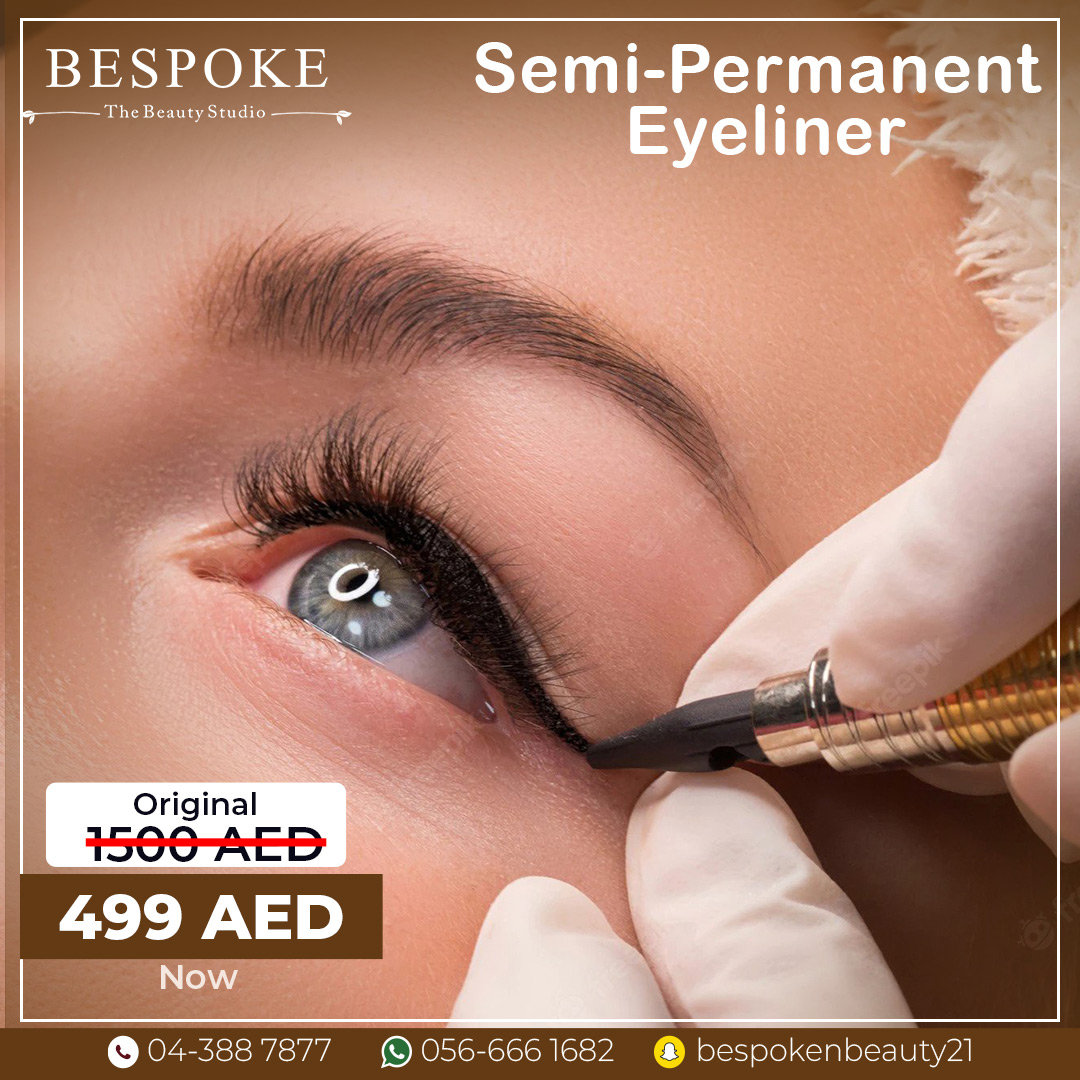 BESPOKE
The Beauty Studio
Semi-Permanent
Eyeliner
Original
1500 AED
499 AED
Now
04-388 7877
056-666 1682
bespokenbeauty21
freepik